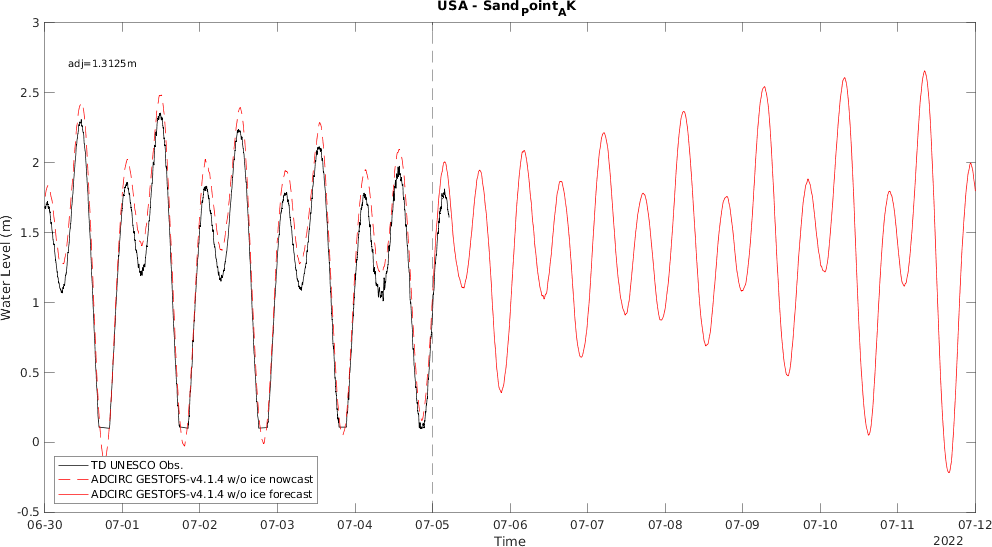 USA - Sand_Point_AK
3
adj=1.3125m
2.5
2
1.5
1
0.5
0
-0.5
Water Level (m)
TD UNESCO Obs.
ADCIRC GESTOFS-v4.1.4 w/o ice nowcast
ADCIRC GESTOFS-v4.1.4 w/o ice forecast
06-30 07-01 07-02 07-03 07-04 07-05 07-06 07-07 07-08 07-09 07-10 07-11 07-12
Time
2022